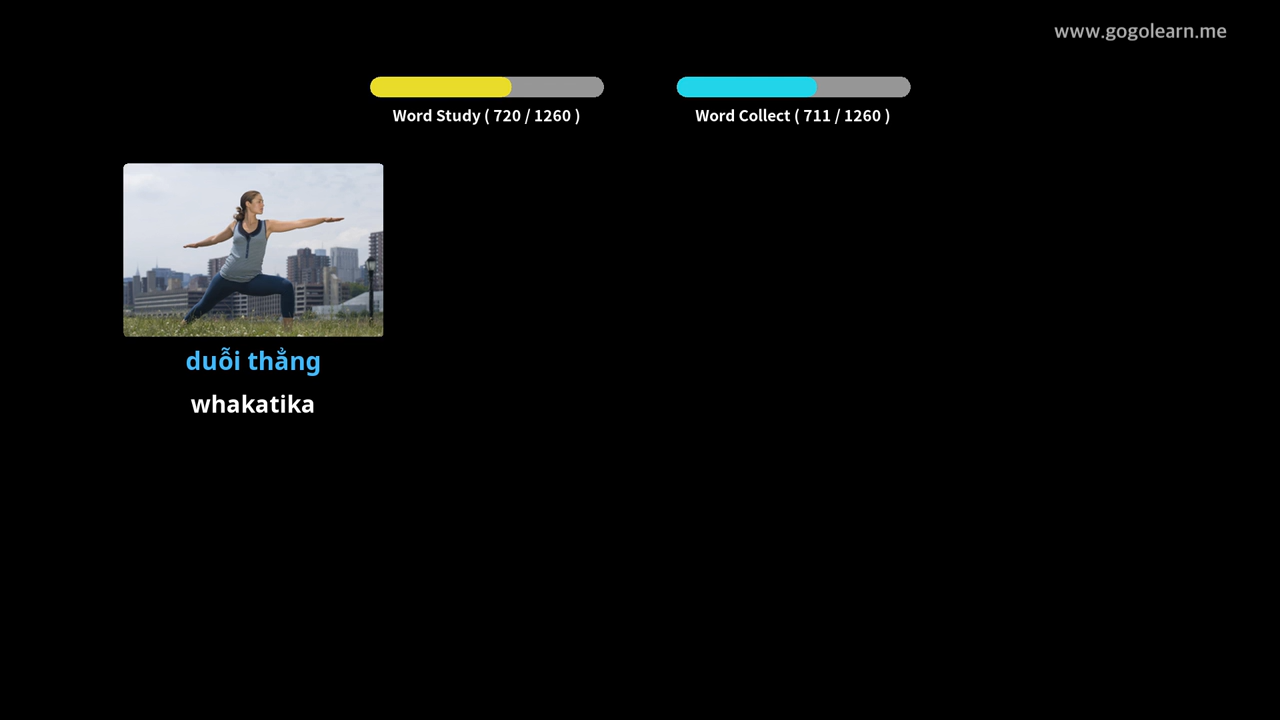 www.gogolearn.me
Word Study ( 720 / 1260 )
Word Collect ( 711 / 1260 )
duỗi thẳng
whakatika